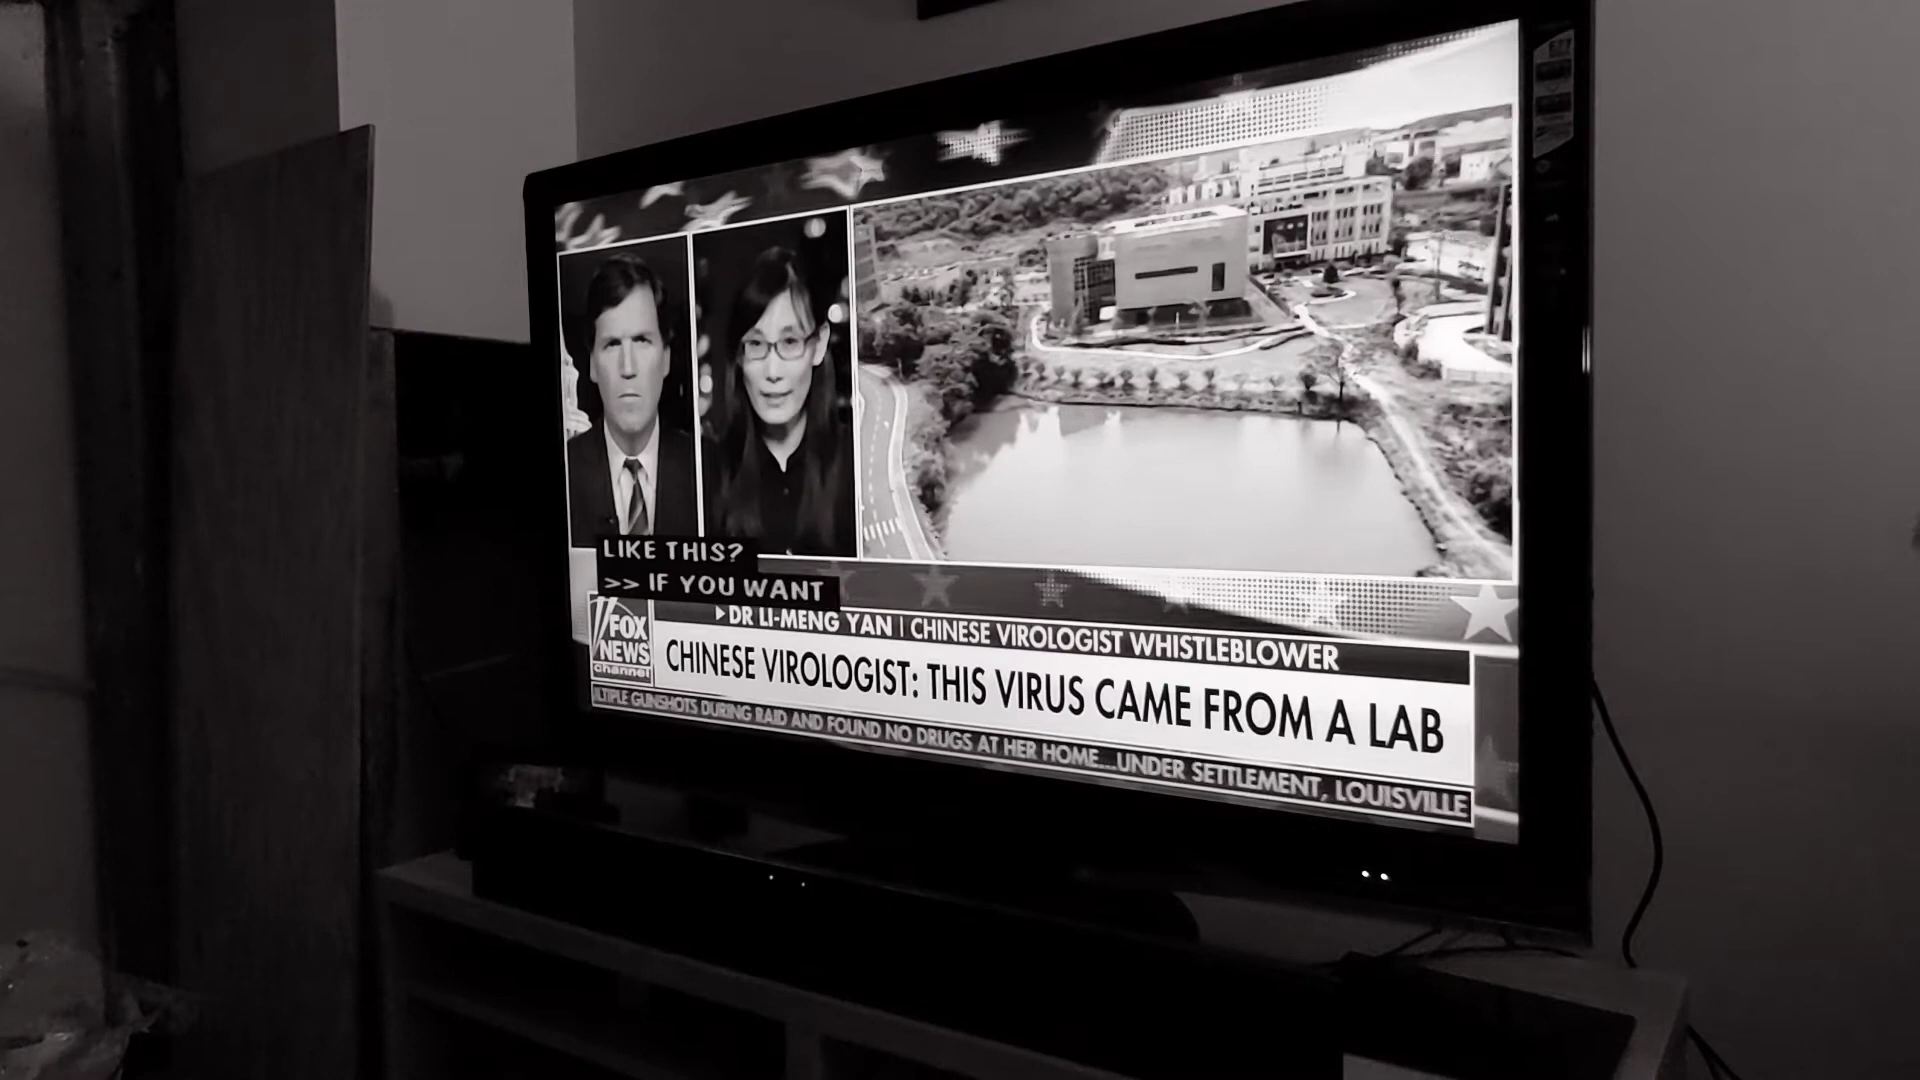 LIKE THIS?
>> IF YOU WANT
▶DR LI-MENG YAN | CHINESE VIROLOGIST WHISTLEBLOWER
FOX
NEWS
channel
CHINESE VIROLOGIST: THIS VIRUS CAME FROM A LAB
LTIPLE GUNSHOTS DURING RAID AND FOUND NO DRUGS AT HER HOME...UNDER SETTLEMENT, LOUISVILLE